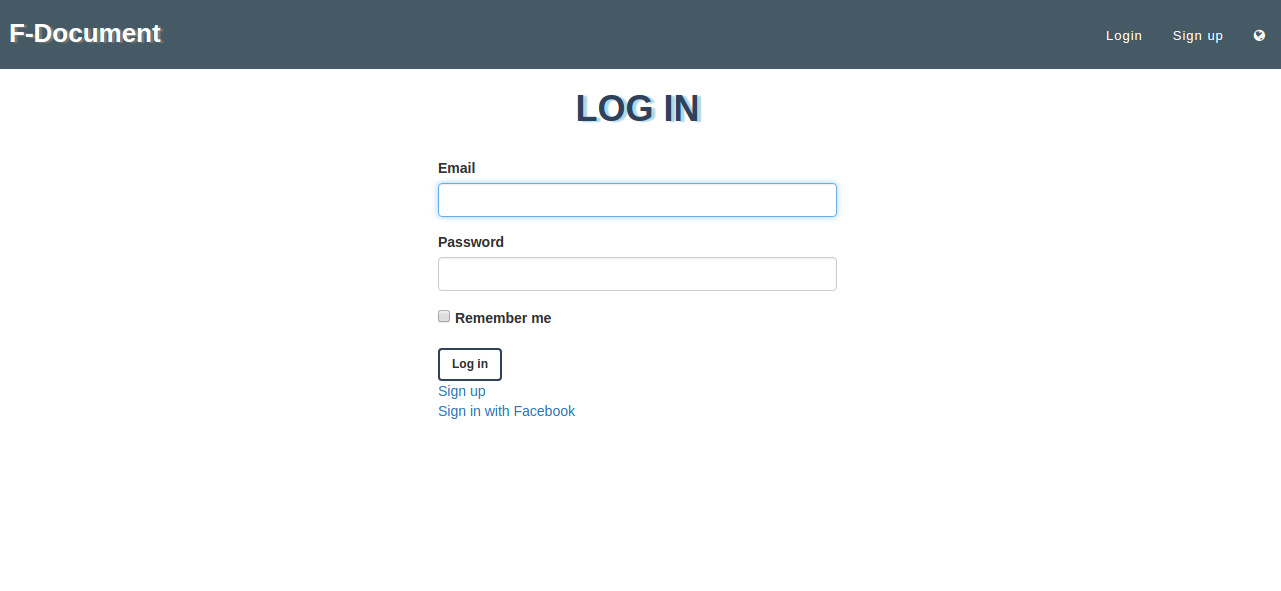 F-Document
Login Sign up
LOG IN
Email
Password
Remember me
Log in
Sign up
Sign in with Facebook